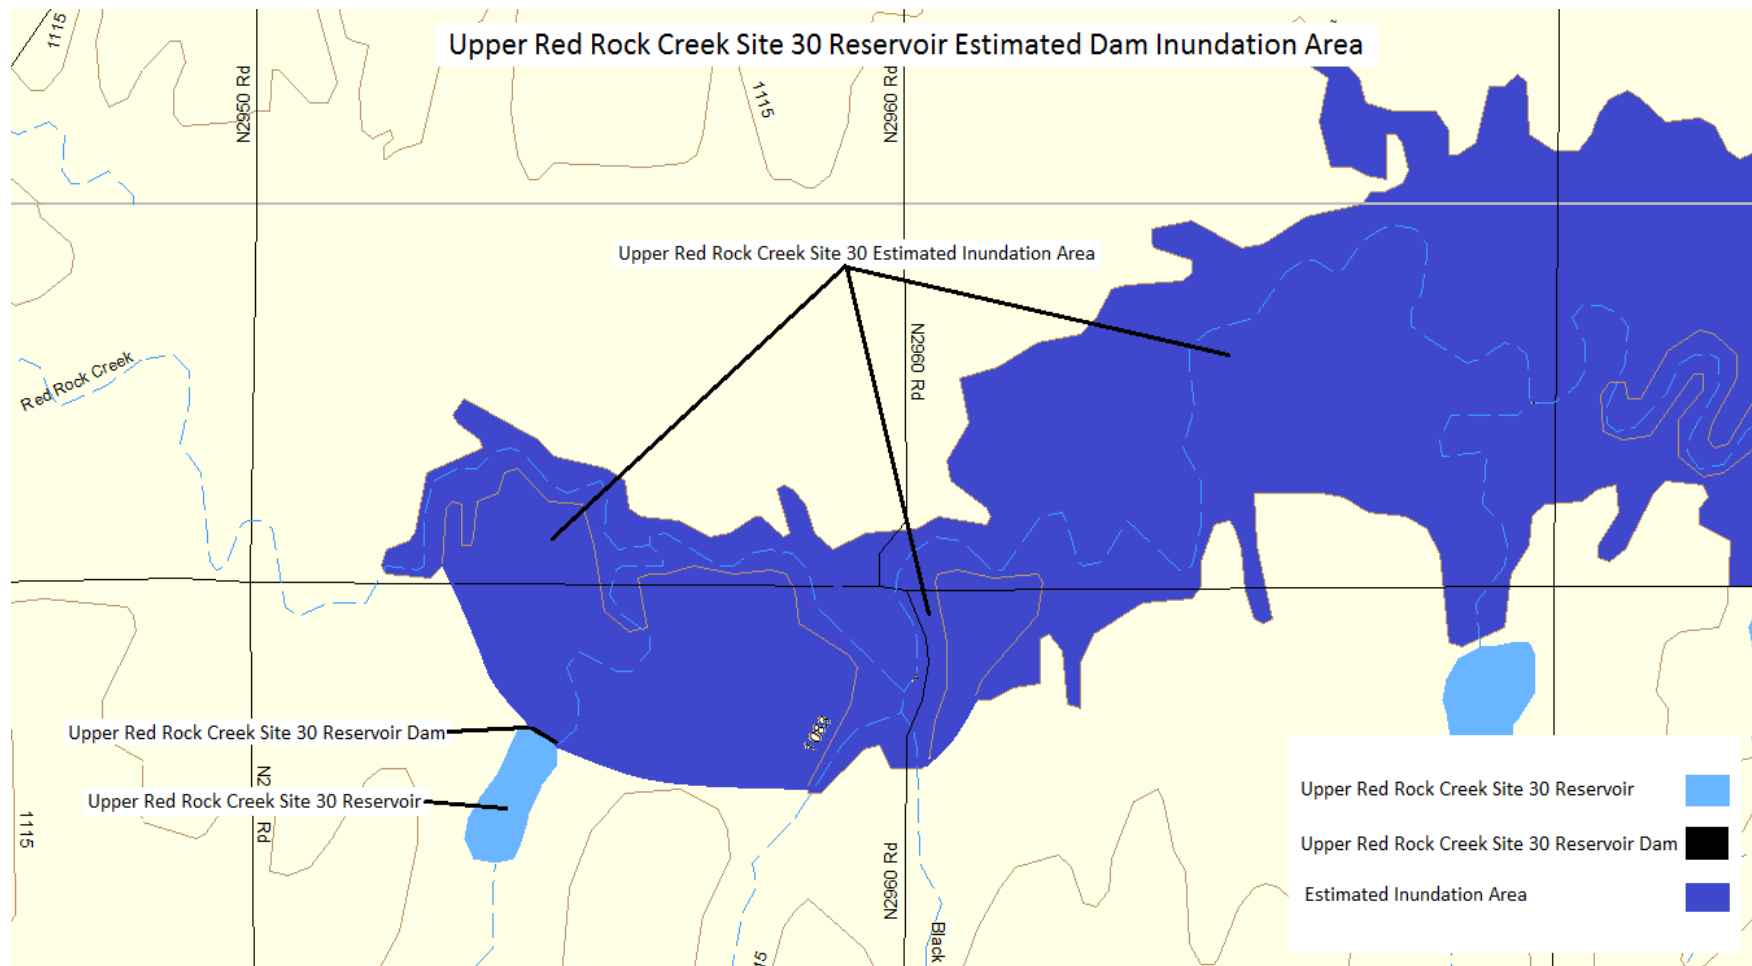 1115
Upper Red Rock Creek Site 30 Reservoir Estimated Dam Inundation Area
N2950 Rd
1115
N2960 Rd
Upper Red Rock Creek Site 30 Estimated Inundation Area
N2960 Rd
Red Rock Creek
Upper Red Rock Creek Site 30 Reservoir Dam
N2
Rd
Upper Red Rock Creek Site 30 Reservoir
1115
N2960 Rd
Black
15
Upper Red Rock Creek Site 30 Reservoir
Upper Red Rock Creek Site 30 Reservoir Dam
Estimated Inundation Area